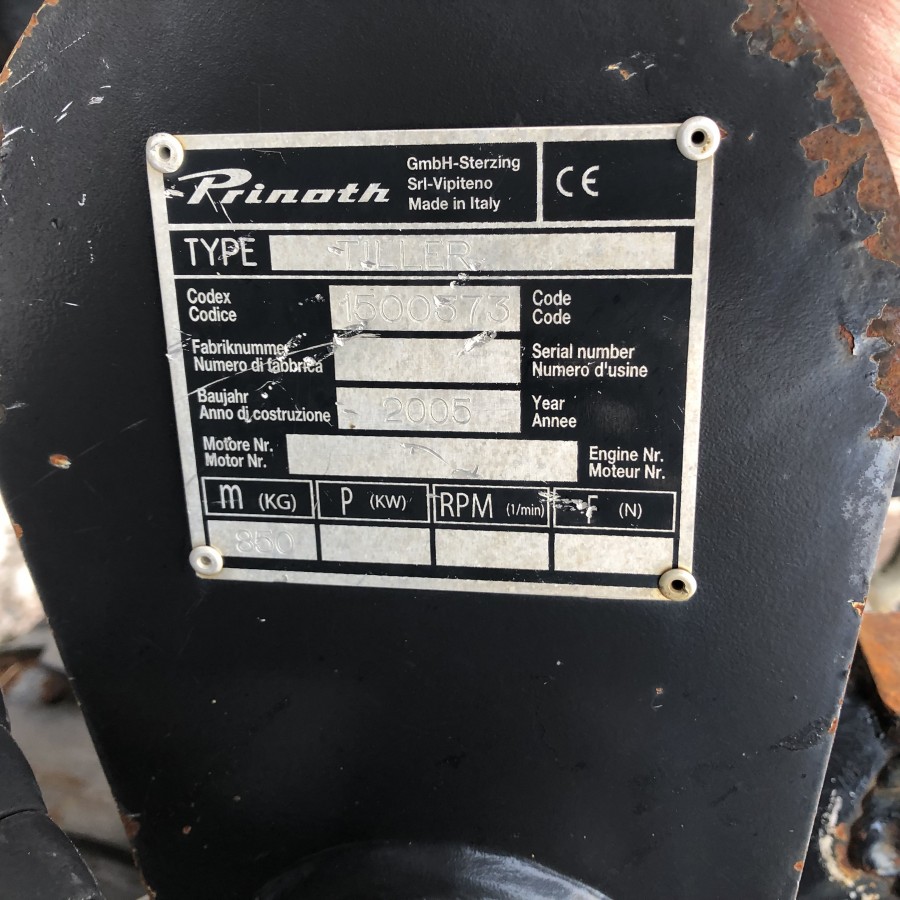 Prinoth
GmbH-Sterzing
Srl-Vipiteno
Made in Italy
CE
TYPE TILLER
Codex
Codice
1500573
Code
Code
Fabriknummer
Numero di fabbrica
Serial number
Numero d'usine
Baujahr
Anno di costruzione
2005
Year
Annee
Motore Nr.
Motor Nr.
Engine Nr.
Moteur Nr.
m (KG)
P (KW)
RPM (1/min)
F (N)
850